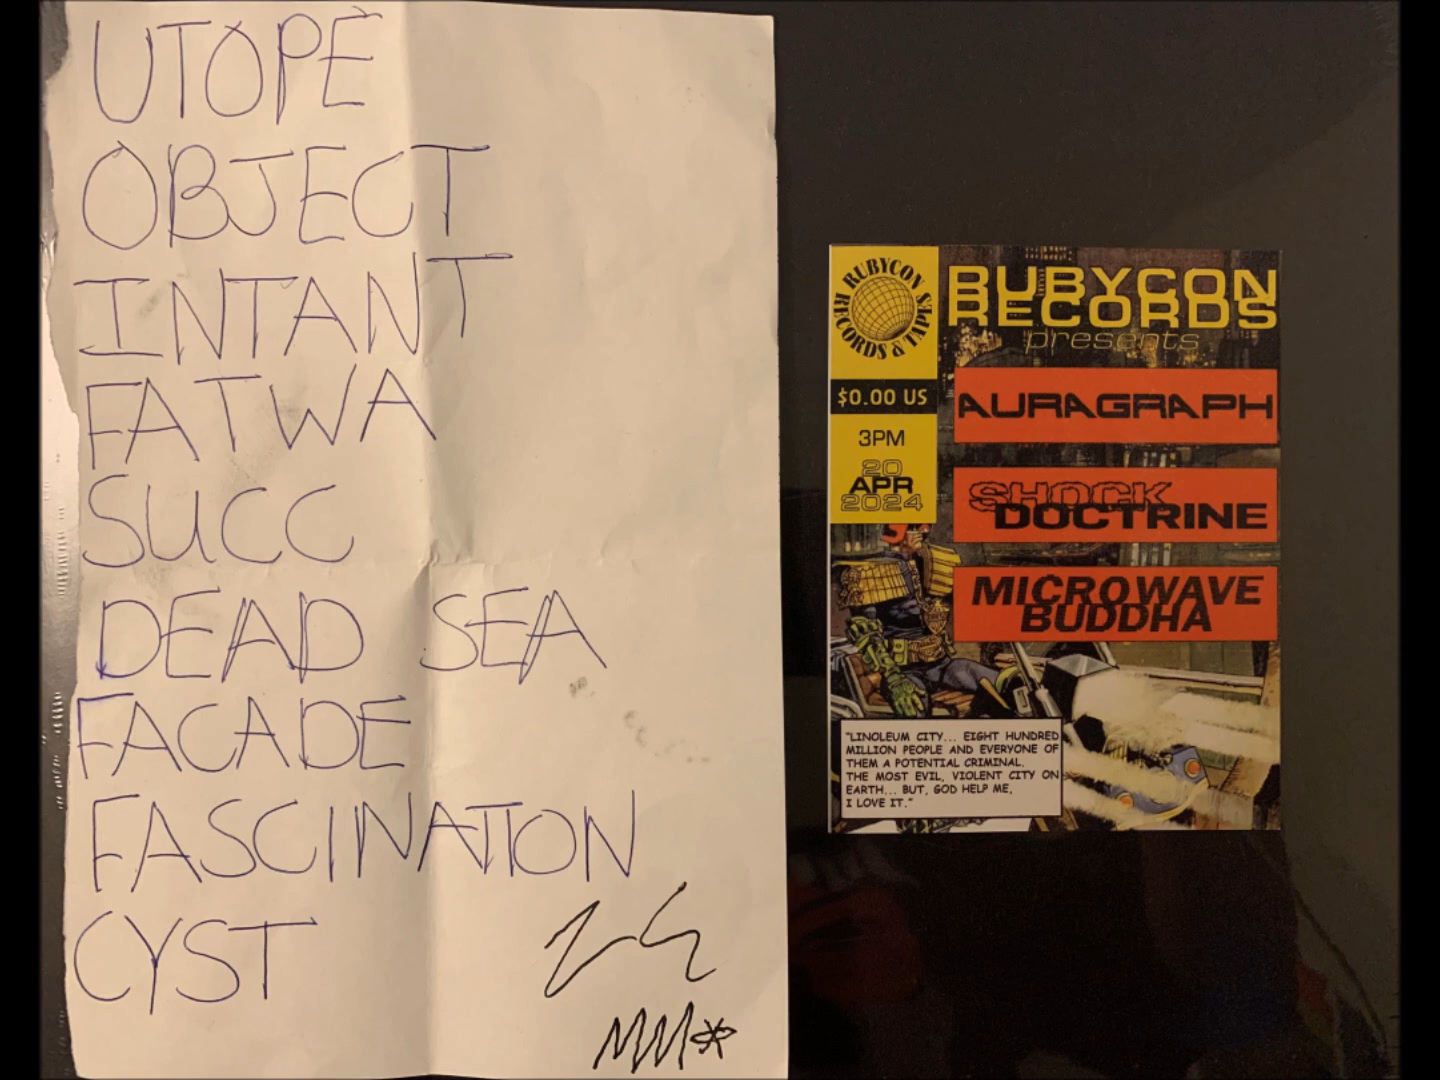 UTOPE
OBJECT
INTANT
FATWA
SUCC
DEAD SEA
FACADE
FASCINATION
CYST
RUBYCON
RECORDS & TAPES
$0.00 US
3PM
20
APR
2024
RUBYCON
RECORDS
presents
AURAGRAPH
SHOCK
DOCTRINE
MICROWAVE
BUDDHA
"LINOLEUM CITY... EIGHT HUNDRED
MILLION PEOPLE AND EVERYONE OF
THEM A POTENTIAL CRIMINAL.
THE MOST EVIL, VIOLENT CITY ON
EARTH... BUT, GOD HELP ME,
I LOVE IT."